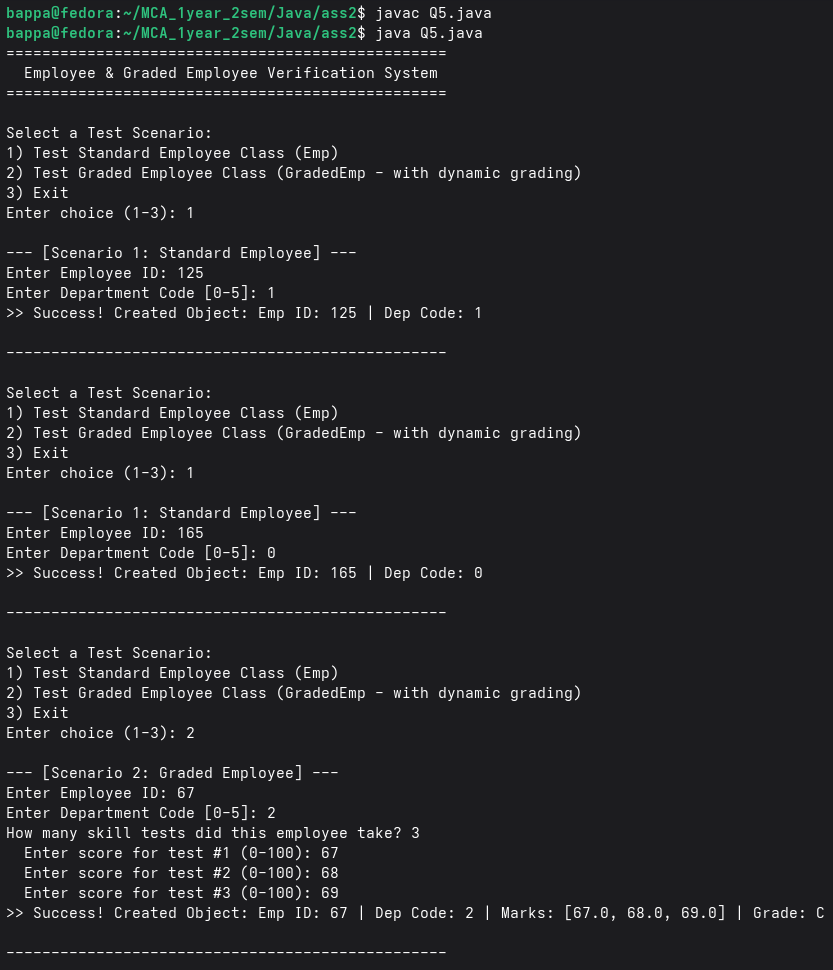 bappa@fedora:~/MCA_1year_2sem/Java/ass2$ javac Q5.java
bappa@fedora:~/MCA_1year_2sem/Java/ass2$ java Q5.java
=================================================
  Employee & Graded Employee Verification System
=================================================

Select a Test Scenario:
1) Test Standard Employee Class (Emp)
2) Test Graded Employee Class (GradedEmp - with dynamic grading)
3) Exit
Enter choice (1-3): 1

--- [Scenario 1: Standard Employee] ---
Enter Employee ID: 125
Enter Department Code [0-5]: 1
>> Success! Created Object: Emp ID: 125 | Dep Code: 1

-------------------------------------------------

Select a Test Scenario:
1) Test Standard Employee Class (Emp)
2) Test Graded Employee Class (GradedEmp - with dynamic grading)
3) Exit
Enter choice (1-3): 1

--- [Scenario 1: Standard Employee] ---
Enter Employee ID: 165
Enter Department Code [0-5]: 0
>> Success! Created Object: Emp ID: 165 | Dep Code: 0

-------------------------------------------------

Select a Test Scenario:
1) Test Standard Employee Class (Emp)
2) Test Graded Employee Class (GradedEmp - with dynamic grading)
3) Exit
Enter choice (1-3): 2

--- [Scenario 2: Graded Employee] ---
Enter Employee ID: 67
Enter Department Code [0-5]: 2
How many skill tests did this employee take? 3
  Enter score for test #1 (0-100): 67
  Enter score for test #2 (0-100): 68
  Enter score for test #3 (0-100): 69
>> Success! Created Object: Emp ID: 67 | Dep Code: 2 | Marks: [67.0, 68.0, 69.0] | Grade: C

-------------------------------------------------